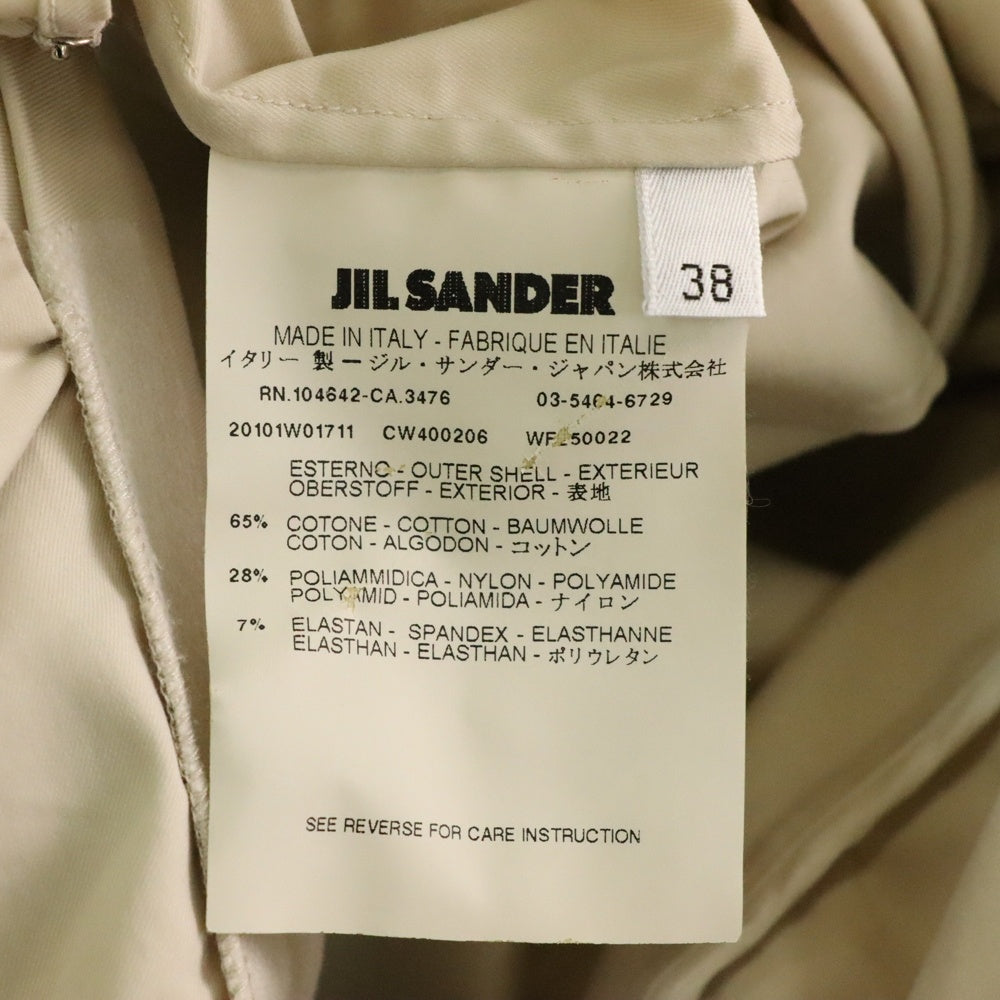 JIL SANDER
38
MADE IN ITALY - FABRIQUE EN ITALIE
イタリー 製 ー ジル・サンダー・ジャパン株式会社
RN.104642-CA.3476 03-5464-6729
20101W01711 CW400206
ESTERNO - OUTER SHELL - EXTERIEUR
OBERSTOFF - EXTERIOR - 表地
65% COTONE - COTTON - BAUMWOLLE
COTON - ALGODON - コットン
28% POLIAMMIDICA - NYLON - POLYAMIDE
POLYAMID - POLIAMIDA - ナイロン
7% ELASTAN - SPANDEX - ELASTHANNE
ELASTHAN - ELASTHAN - ポリウレタン
SEE REVERSE FOR CARE INSTRUCTION